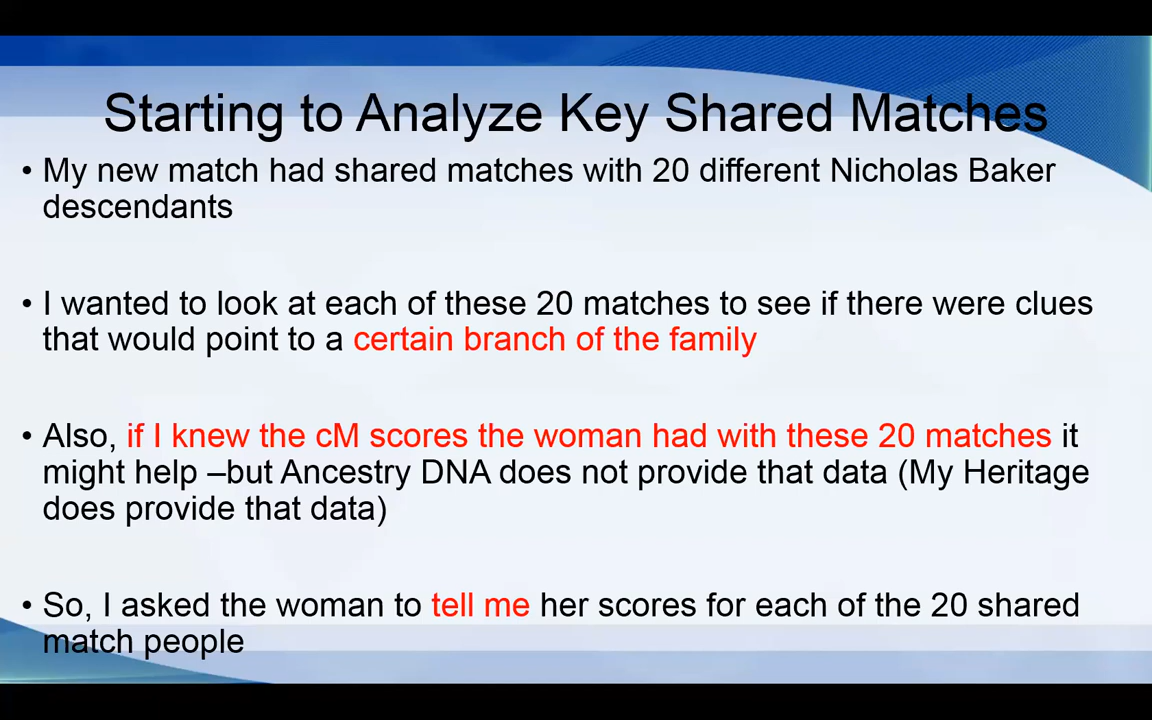 Starting to Analyze Key Shared Matches
• My new match had shared matches with 20 different Nicholas Baker
descendants
• I wanted to look at each of these 20 matches to see if there were clues
that would point to a certain branch of the family
• Also, if I knew the cM scores the woman had with these 20 matches it
might help –but Ancestry DNA does not provide that data (My Heritage
does provide that data)
• So, I asked the woman to tell me her scores for each of the 20 shared
match people